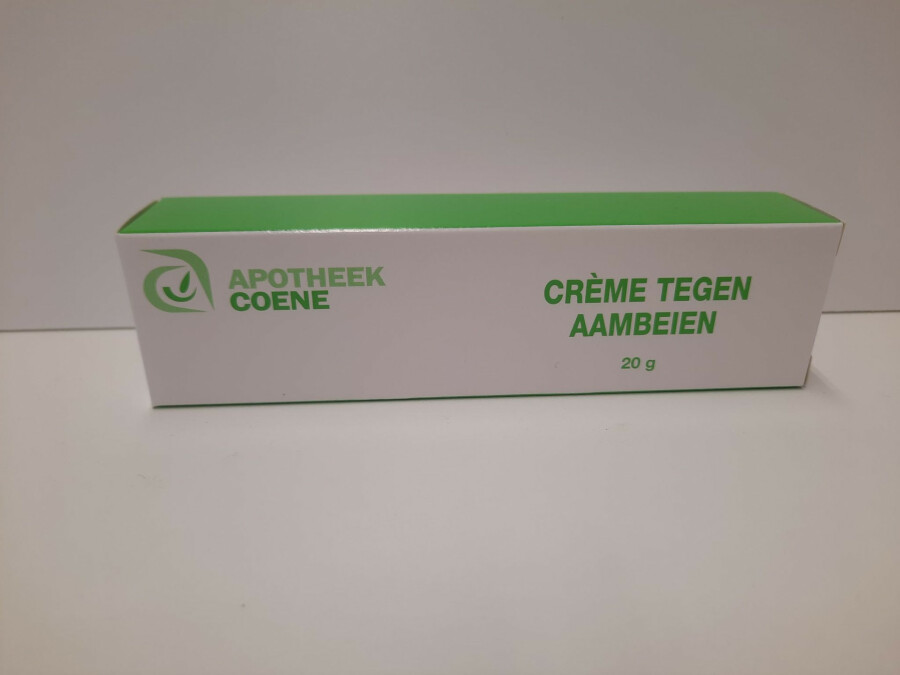 APOTHEEK
COENE
CRÈME TEGEN
AAMBEIEN
20 g